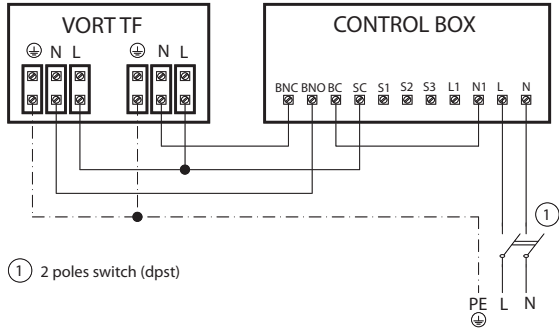 VORT TF
CONTROL BOX
N L
N L
BNC BNO BC SC S1 S2 S3 L1 N1 L N
1
1 2 poles switch (dpst)
PE L N